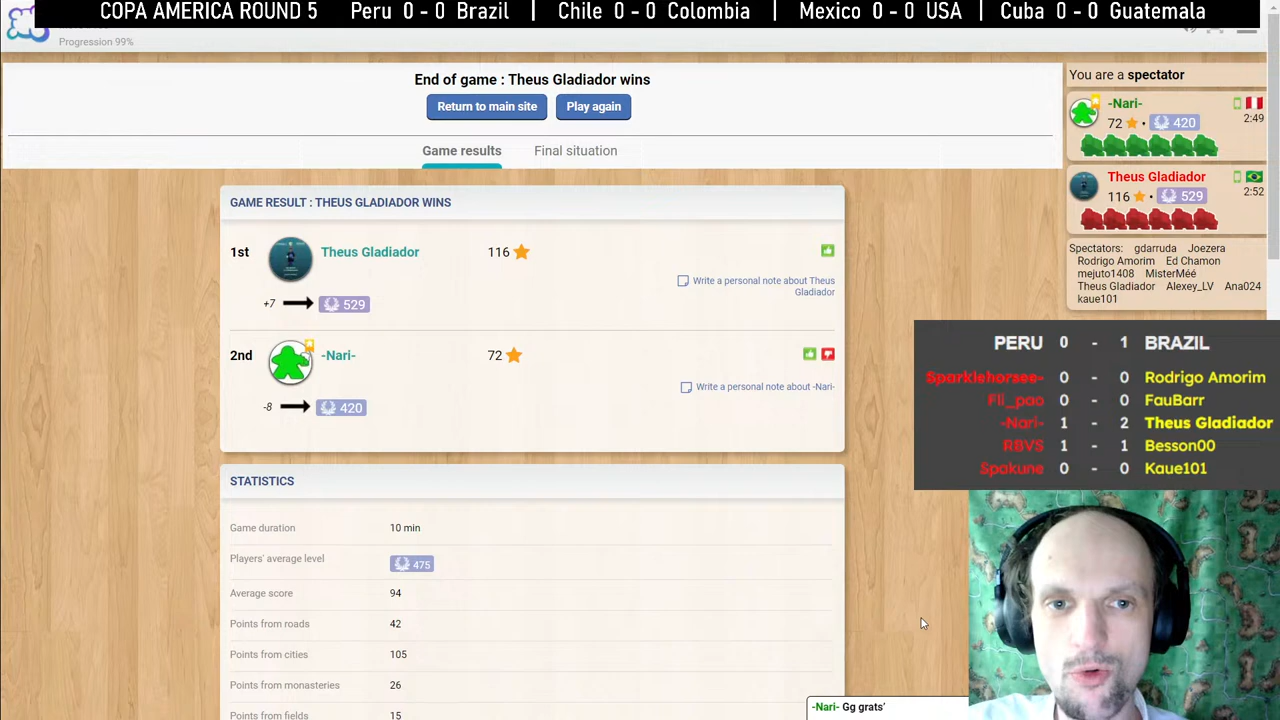 COPA AMERICA ROUND 5 Peru 0 - 0 Brazil | Chile 0 - 0 Colombia | Mexico 0 - 0 USA | Cuba 0 - 0 Guatemala
Progression 99%
End of game : Theus Gladiador wins
Return to main site Play again
Game results Final situation
You are a spectator
-Nari-
72 • 420
2:49
Theus Gladiador
116 • 529
2:52
Spectators: gdarruda Joezera
Rodrigo Amorim Ed Chamon
mejuto1408 MisterMéé
Theus Gladiador Alexey_LV Ana024
kaue101
GAME RESULT : THEUS GLADIADOR WINS
1st Theus Gladiador 116
Write a personal note about Theus
Gladiador
+7 529
2nd -Nari- 72
Write a personal note about -Nari-
-8 420
PERU 0 - 1 BRAZIL
Sparklehorsee- 0 - 0 Rodrigo Amorim
Fli_pao 0 - 0 FauBarr
-Nari- 1 - 2 Theus Gladiador
RBVS 1 - 1 Besson00
Spokune 0 - 0 Kaue101
STATISTICS
Game duration 10 min
Players' average level 475
Average score 94
Points from roads 42
Points from cities 105
Points from monasteries 26
Points from fields 15
-Nari- Gg grats'